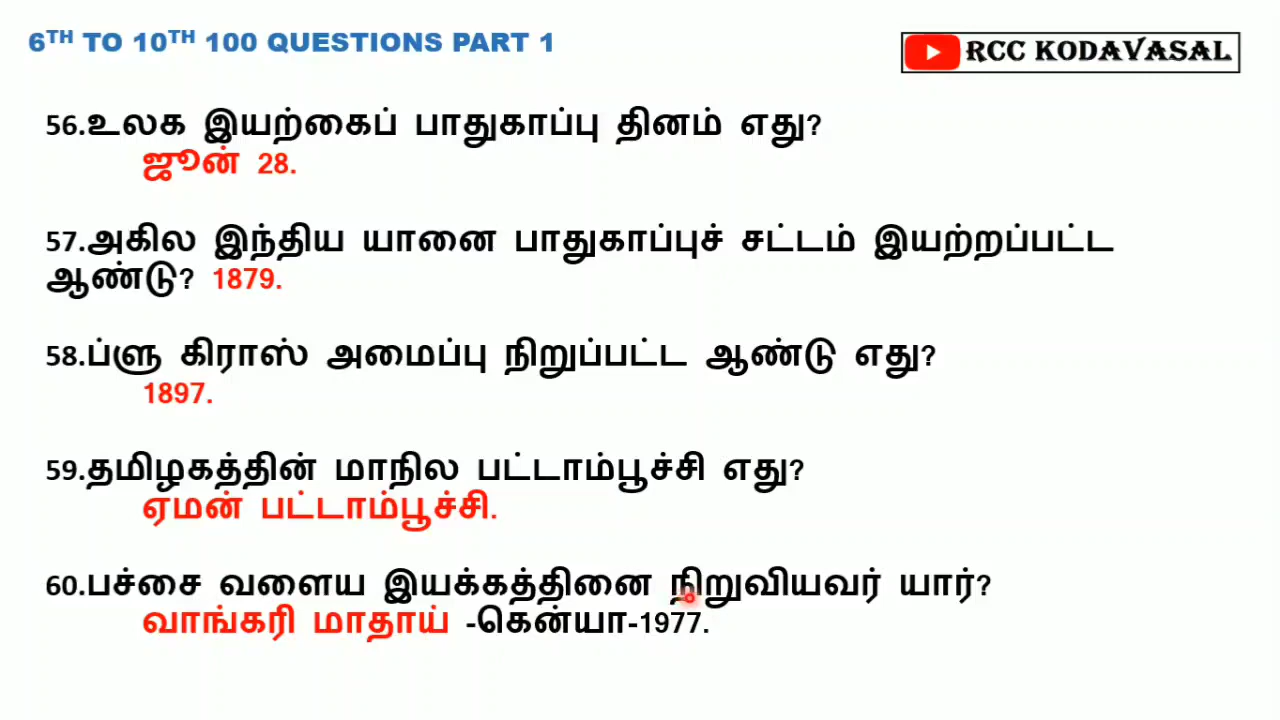 6TH TO 10TH 100 QUESTIONS PART 1
RCC KODAVASAL
56.உலக இயற்கைப் பாதுகாப்பு தினம் எது?
ஜூன் 28.
57.அகில இந்திய யானை பாதுகாப்புச் சட்டம் இயற்றப்பட்ட
ஆண்டு? 1879.
58.ப்ளு கிராஸ் அமைப்பு நிறுப்பட்ட ஆண்டு எது?
1897.
59.தமிழகத்தின் மாநில பட்டாம்பூச்சி எது?
ஏமன் பட்டாம்பூச்சி.
60.பச்சை வளைய இயக்கத்தினை நிறுவியவர் யார்?
வாங்கரி மாதாய் -கென்யா-1977.